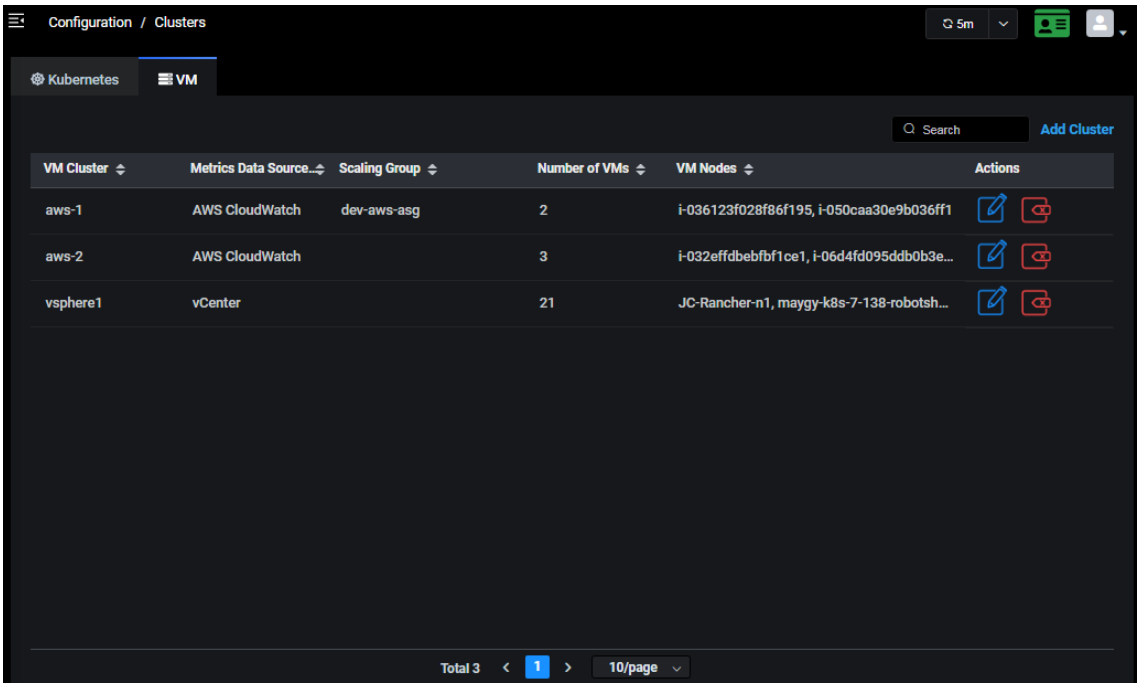 Configuration / Clusters 5m
Kubernetes VM
Search Add Cluster
VM Cluster Metrics Data Source... Scaling Group Number of VMs VM Nodes Actions
aws-1 AWS CloudWatch dev-aws-asg 2 i-036123f028f86f195, i-050caa30e9b036ff1
aws-2 AWS CloudWatch 3 i-032effdbebfbf1ce1, i-06d4fd095ddb0b3e...
vsphere1 vCenter 21 JC-Rancher-n1, maygy-k8s-7-138-robotsh...
Total 3 < 1 > 10/page